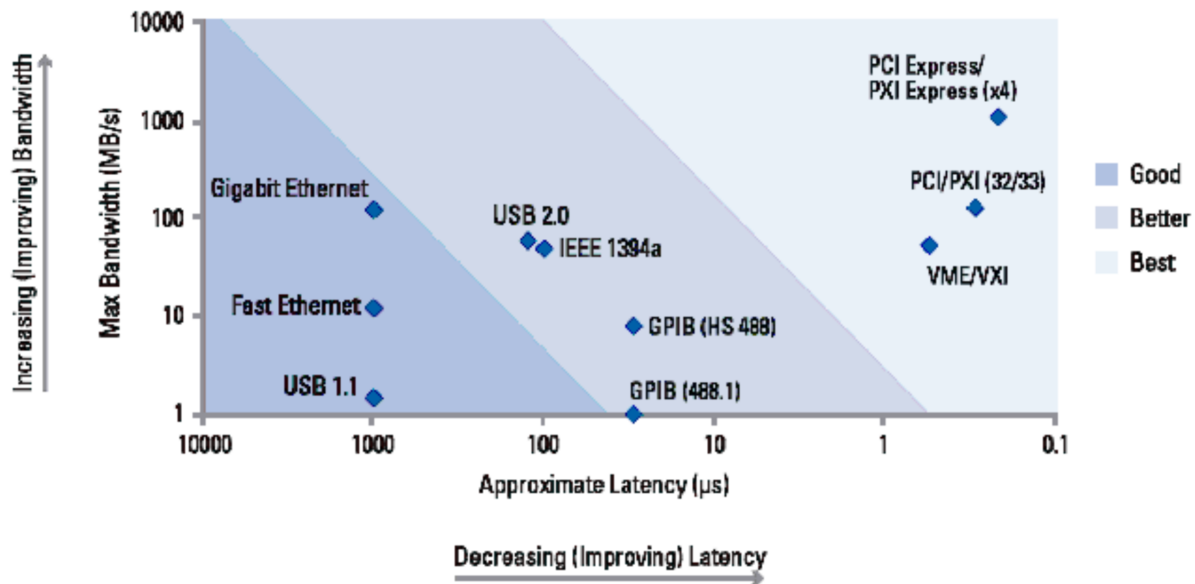 Increasing (Improving) Bandwidth
Max Bandwidth (MB/s)
10000
1000
100
10
1
PCI Express/
PXI Express (x4)
PCI/PXI (32/33)
VME/VXI
Gigabit Ethernet
USB 2.0
IEEE 1394a
Fast Ethernet
GPIB (HS 488)
USB 1.1
GPIB (488.1)
Good
Better
Best
10000
1000
100
10
1
0.1
Approximate Latency (µs)
Decreasing (Improving) Latency